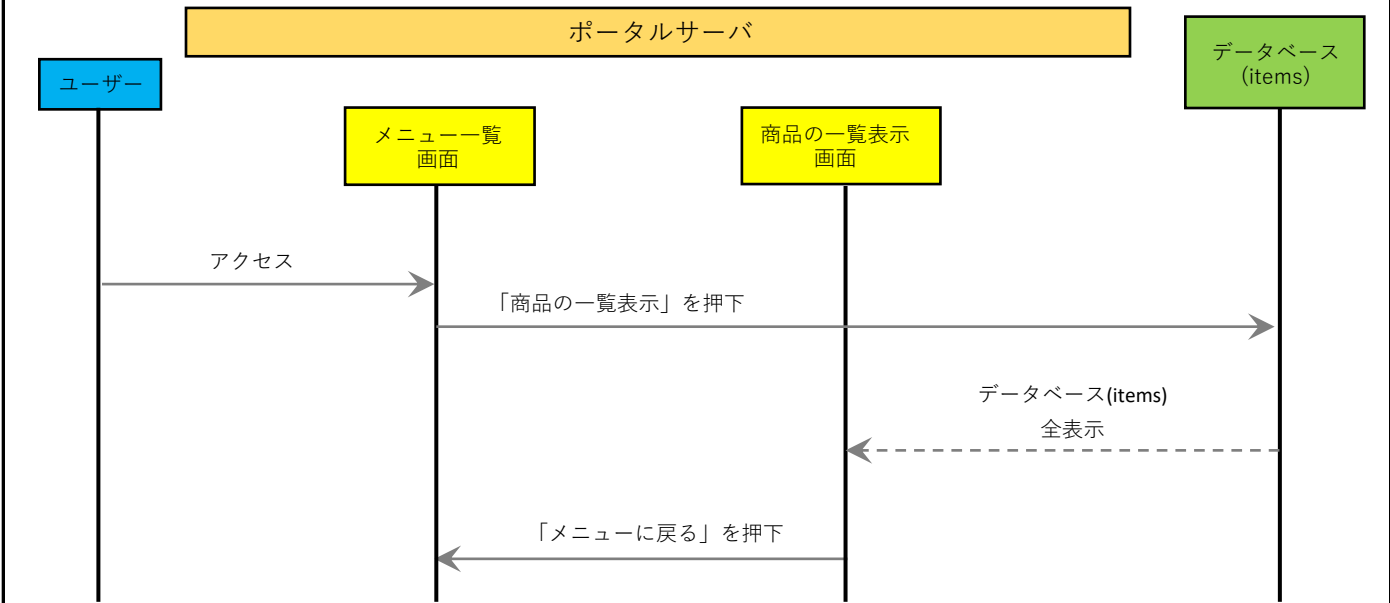 ポータルサーバ
データベース
(items)
ユーザー
メニュー一覧
画面
商品の一覧表示
画面
アクセス
「商品の一覧表示」を押下
データベース(items)
全表示
「メニューに戻る」を押下